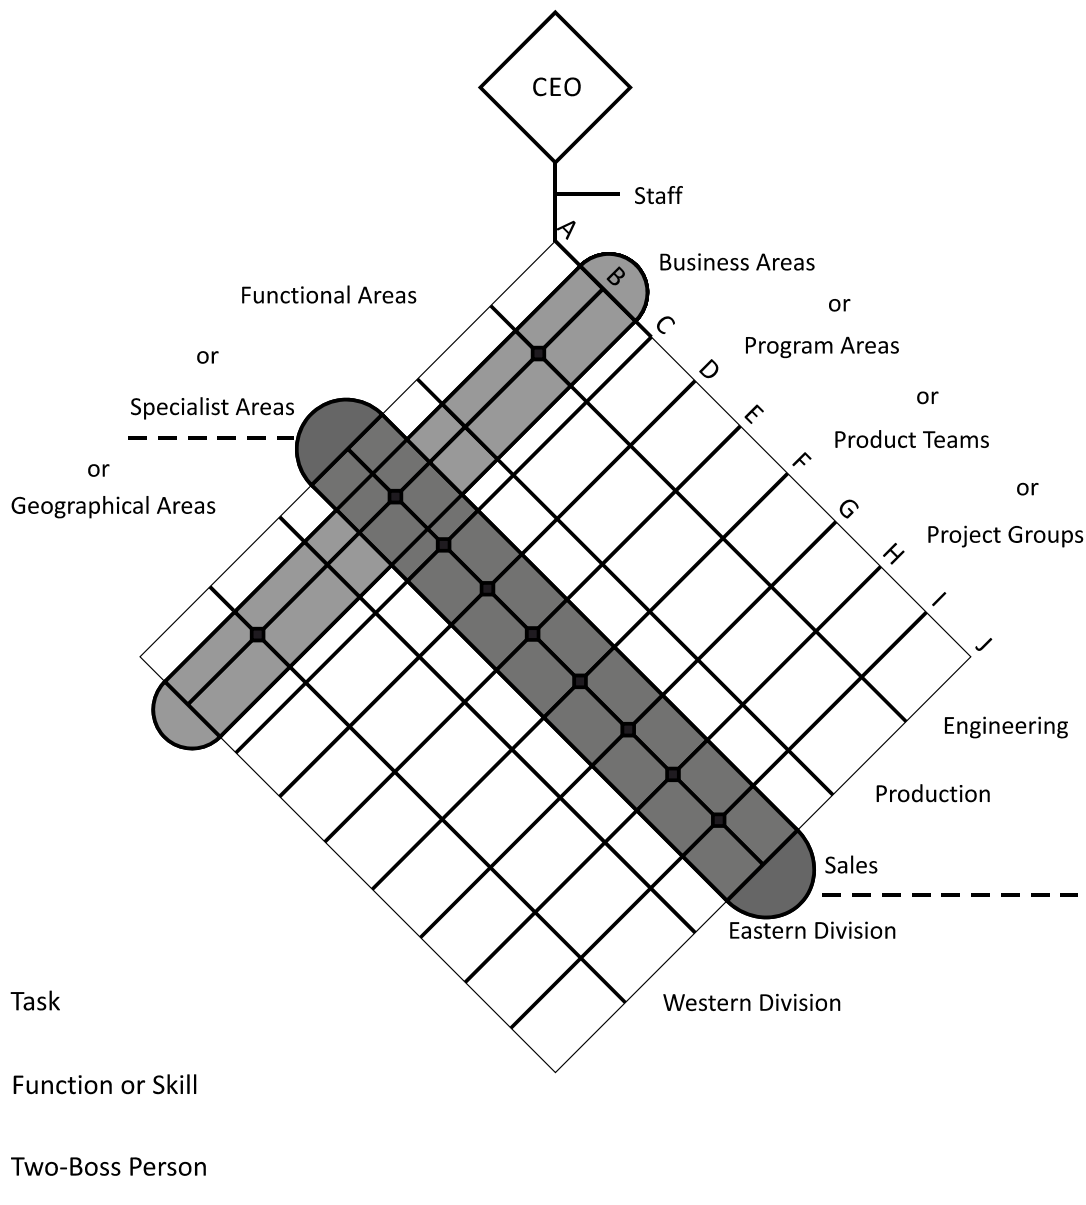 CEO
Staff
A
B
C
D
E
F
G
H
I
J
Business Areas
or
Program Areas
or
Product Teams
or
Project Groups
Functional Areas
or
Specialist Areas
or
Geographical Areas
Engineering
Production
Sales
Eastern Division
Western Division
Task
Function or Skill
Two-Boss Person